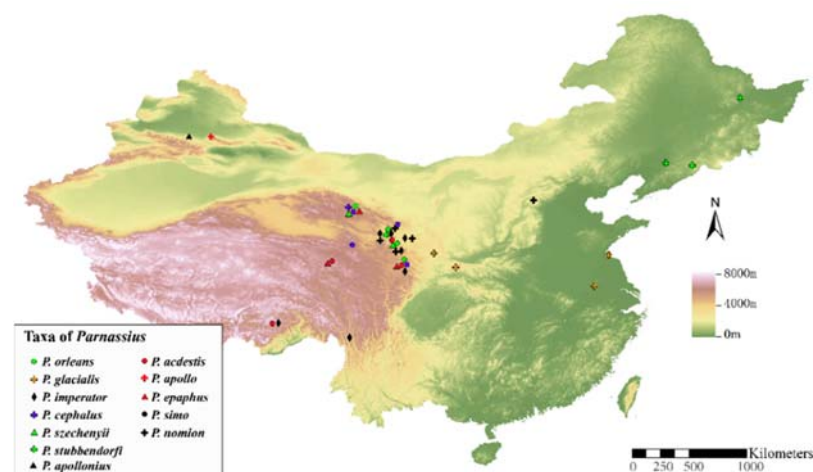 N
8000m
4000m
0m
Taxa of Parnassius
P. orleans
P. glacialis
P. imperator
P. cephalus
P. szechenyii
P. stubbendorfi
P. apollonius
P. acdestis
P. apollo
P. epaphus
P. simo
P. nomion
Kilometers
0 250 500 1000